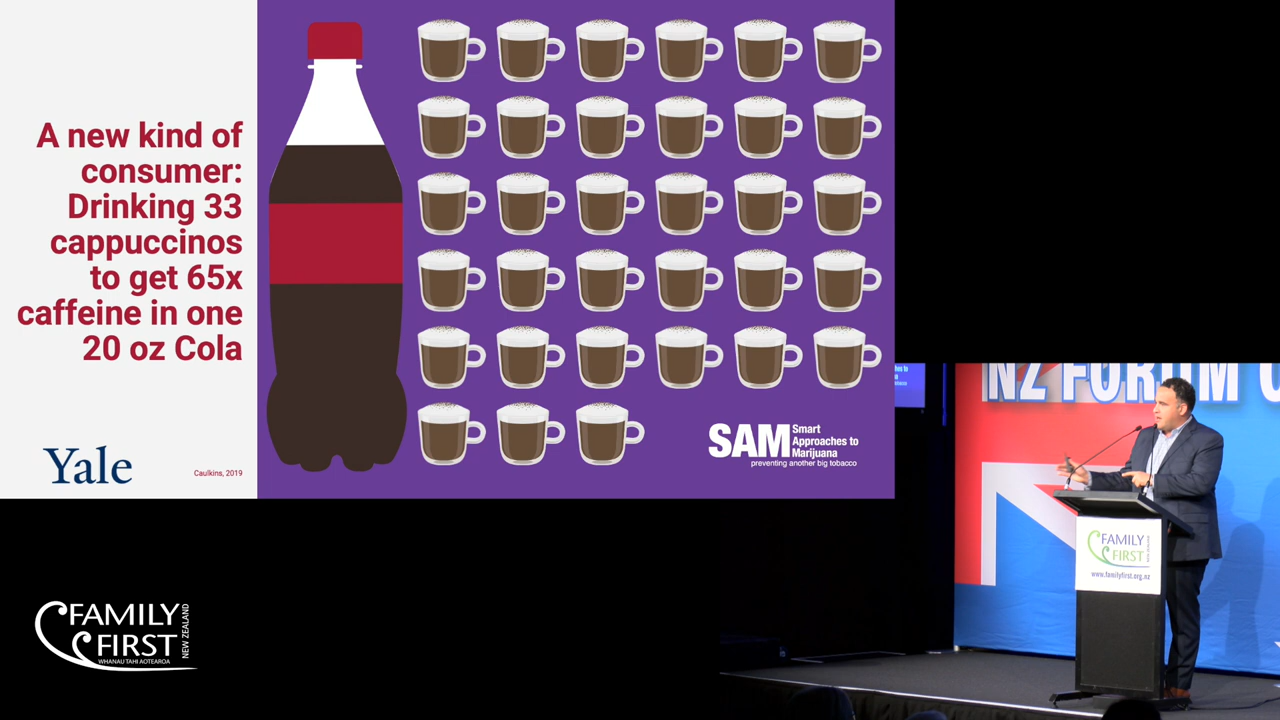 A new kind of
consumer:
Drinking 33
cappuccinos
to get 65x
caffeine in one
20 oz Cola
Yale
Caulkins, 2019
SAM Smart
Approaches to
Marijuana
preventing another big tobacco
NZ FORUM
FAMILY
FIRST
www.familyfirst.org.nz
FAMILY
FIRST
NEW ZEALAND
WHANAU TAHI AOTEAROA